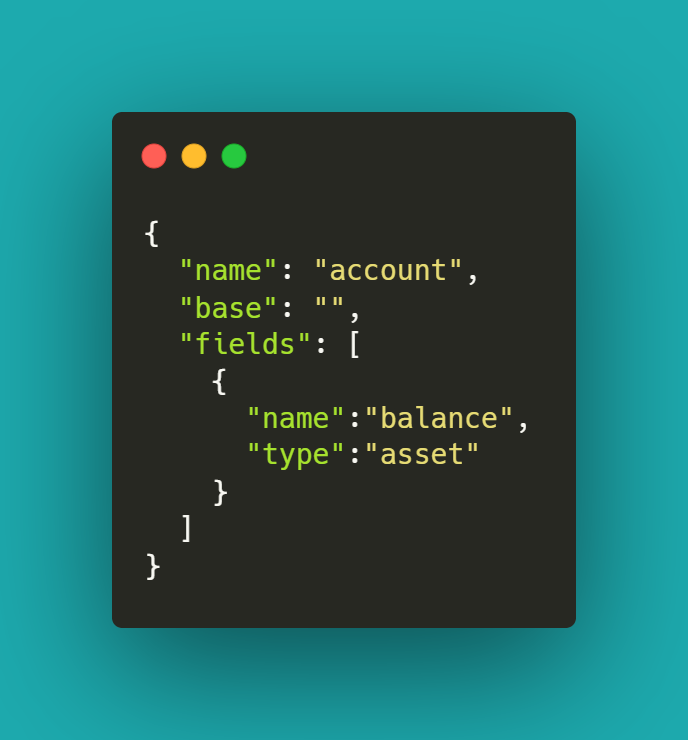 {
  "name": "account",
  "base": "",
  "fields": [
    {
      "name":"balance",
      "type":"asset"
    }
  ]
}